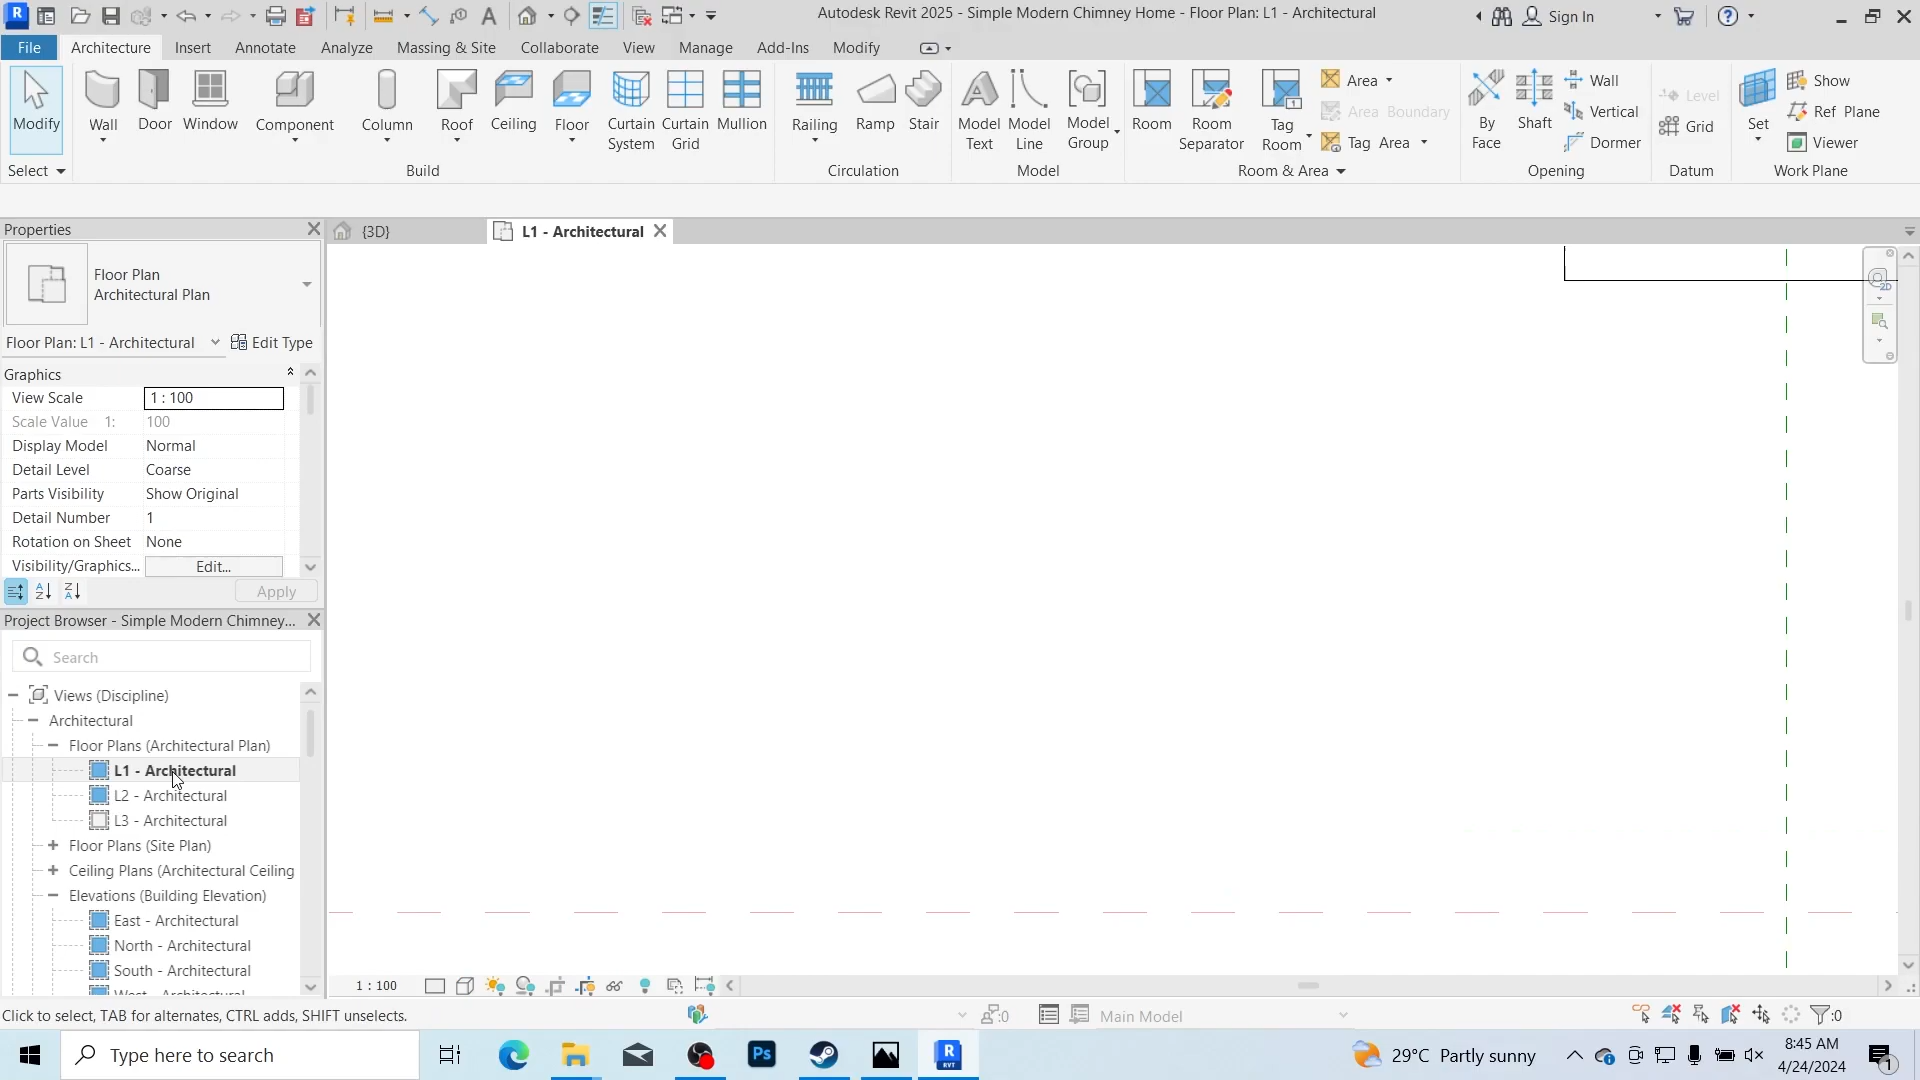 Autodesk Revit 2025 - Simple Modern Chimney Home - Floor Plan: L1 - Architectural
Sign In
File Architecture Insert Annotate Analyze Massing & Site Collaborate View Manage Add-Ins Modify
Modify
Wall
Door
Window
Component
Column
Roof
Ceiling
Floor
Curtain System
Curtain Grid
Mullion
Railing
Ramp
Stair
Model Text
Model Line
Model Group
Room
Room Separator
Tag Room
Area
Area Boundary
Tag Area
By Face
Shaft
Wall
Vertical
Dormer
Level
Grid
Set
Show
Ref Plane
Viewer
Select Build Circulation Model Room & Area Opening Datum Work Plane
Properties
{3D}
L1 - Architectural
Floor Plan
Architectural Plan
Floor Plan: L1 - Architectural Edit Type
Graphics
View Scale 1 : 100
Scale Value 1: 100
Display Model Normal
Detail Level Coarse
Parts Visibility Show Original
Detail Number 1
Rotation on Sheet None
Visibility/Graphics... Edit...
Apply
2D
Project Browser - Simple Modern Chimney...
Search
Views (Discipline)
Architectural
Floor Plans (Architectural Plan)
L1 - Architectural
L2 - Architectural
L3 - Architectural
Floor Plans (Site Plan)
Ceiling Plans (Architectural Ceiling
Elevations (Building Elevation)
East - Architectural
North - Architectural
South - Architectural
West - Architectural
1 : 100
Click to select, TAB for alternates, CTRL adds, SHIFT unselects.
:0
Main Model
:0
Type here to search
Ps
R
RVT
29°C Partly sunny
8:45 AM
4/24/2024
1